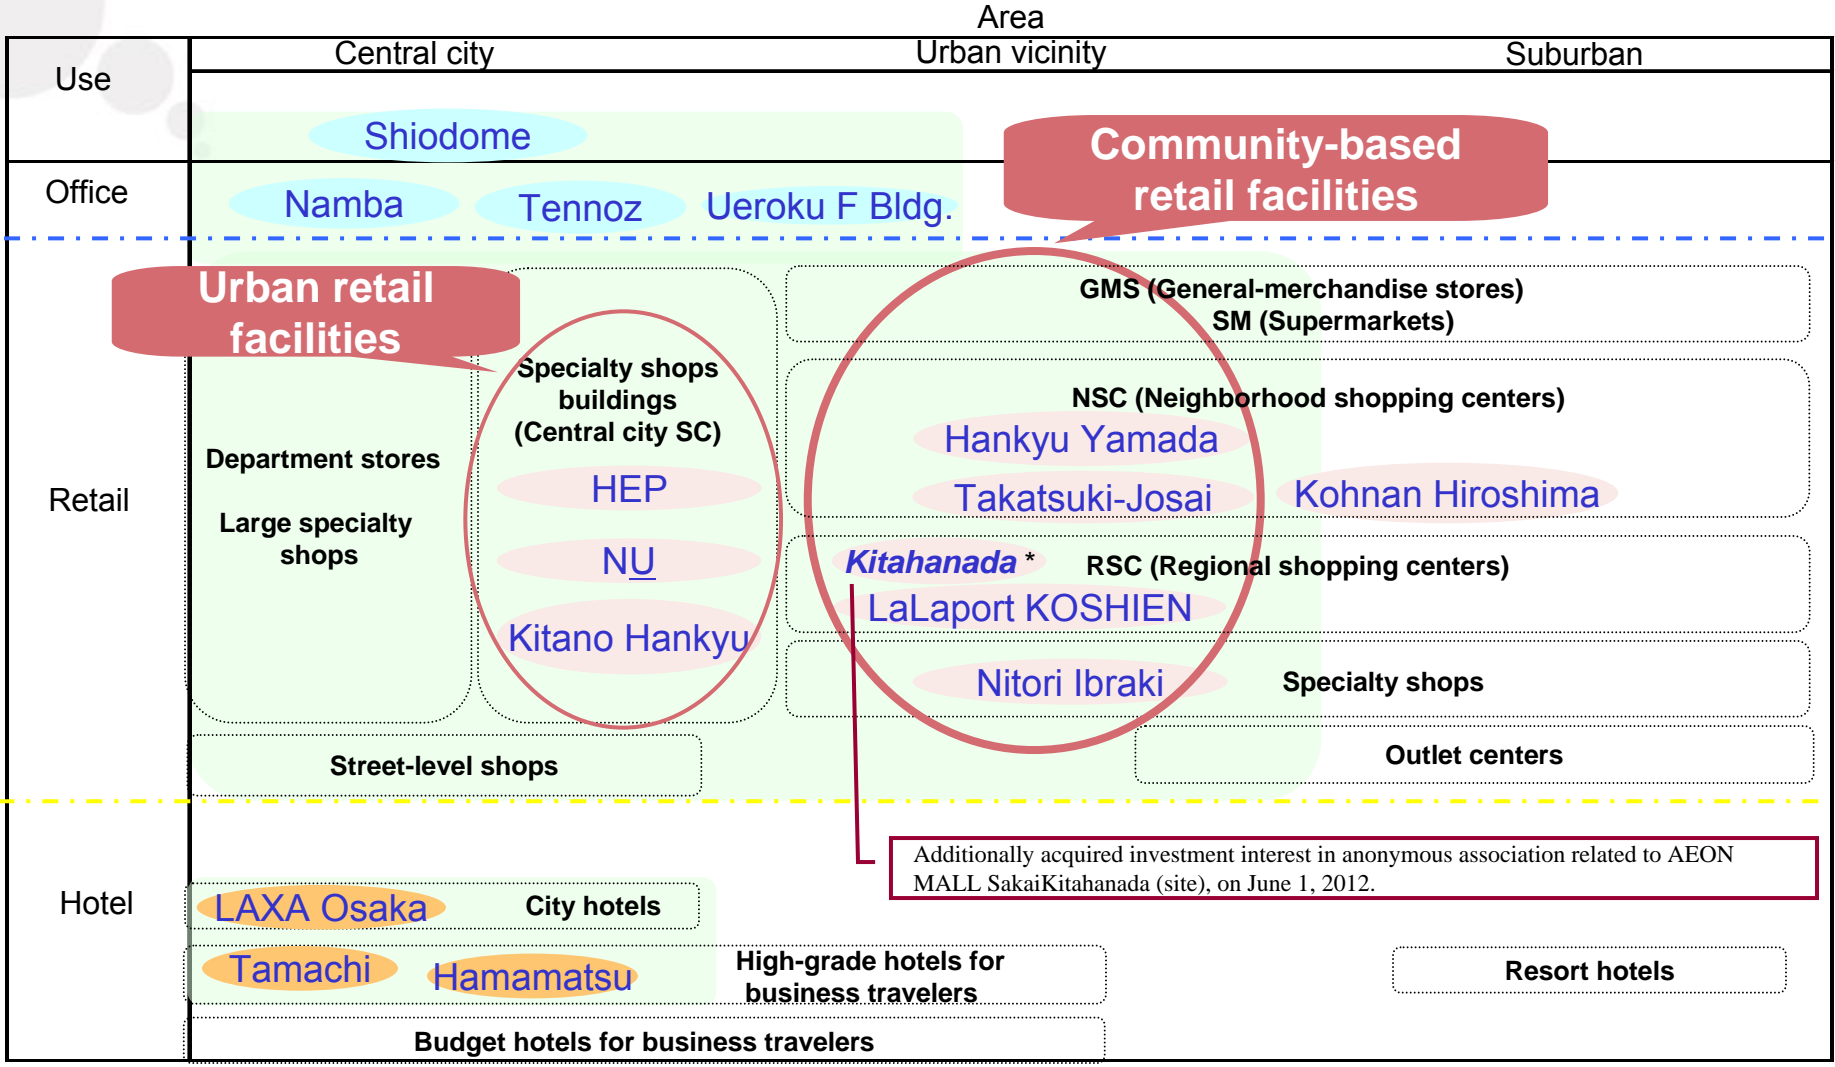 Area
Central city
Urban vicinity
Suburban
Use
Shiodome
Community-based
retail facilities
Office
Namba
Tennoz
Ueroku F Bldg.
Urban retail
facilities
GMS (General-merchandise stores)
SM (Supermarkets)
Specialty shops
buildings
(Central city SC)
NSC (Neighborhood shopping centers)
Hankyu Yamada
Department stores
Retail
HEP
Takatsuki-Josai
Kohnan Hiroshima
Large specialty
shops
NU
Kitahanada *
RSC (Regional shopping centers)
LaLaport KOSHIEN
Kitano Hankyu
Nitori Ibraki
Specialty shops
Street-level shops
Outlet centers
Additionally acquired investment interest in anonymous association related to AEON
MALL SakaiKitahanada (site), on June 1, 2012.
Hotel
LAXA Osaka
City hotels
Tamachi
Hamamatsu
High-grade hotels for
business travelers
Resort hotels
Budget hotels for business travelers